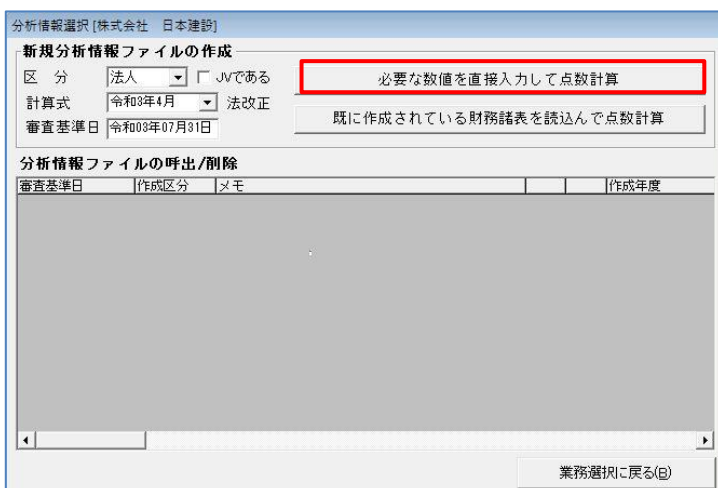 分析情報選択 [株式会社　日本建設]
新規分析情報ファイルの作成
区　分　法人　JVである
必要な数値を直接入力して点数計算
計算式　令和3年4月　法改正
既に作成されている財務諸表を読込んで点数計算
審査基準日　令和03年07月31日
分析情報ファイルの呼出/削除
審査基準日　作成区分　メモ　作成年度
業務選択に戻る(B)